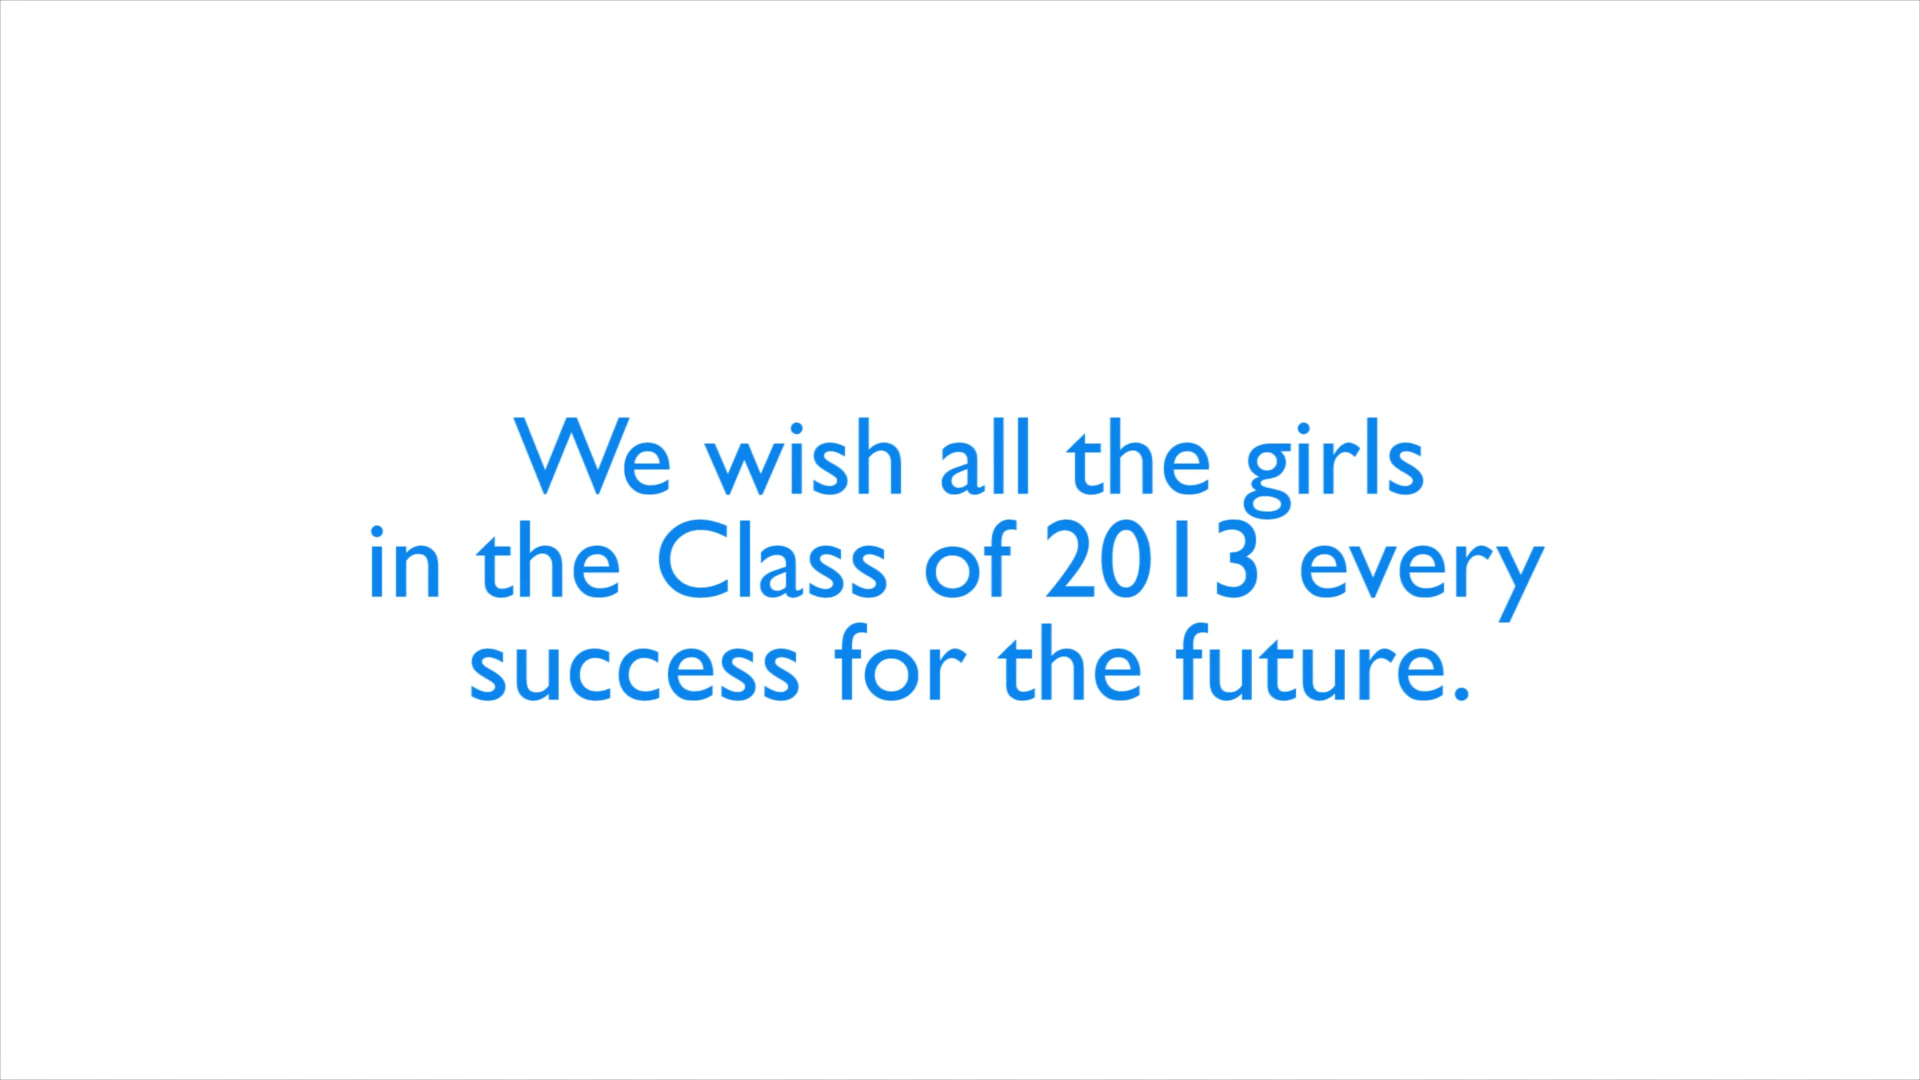 We wish all the girls
in the Class of 2013 every
success for the future.